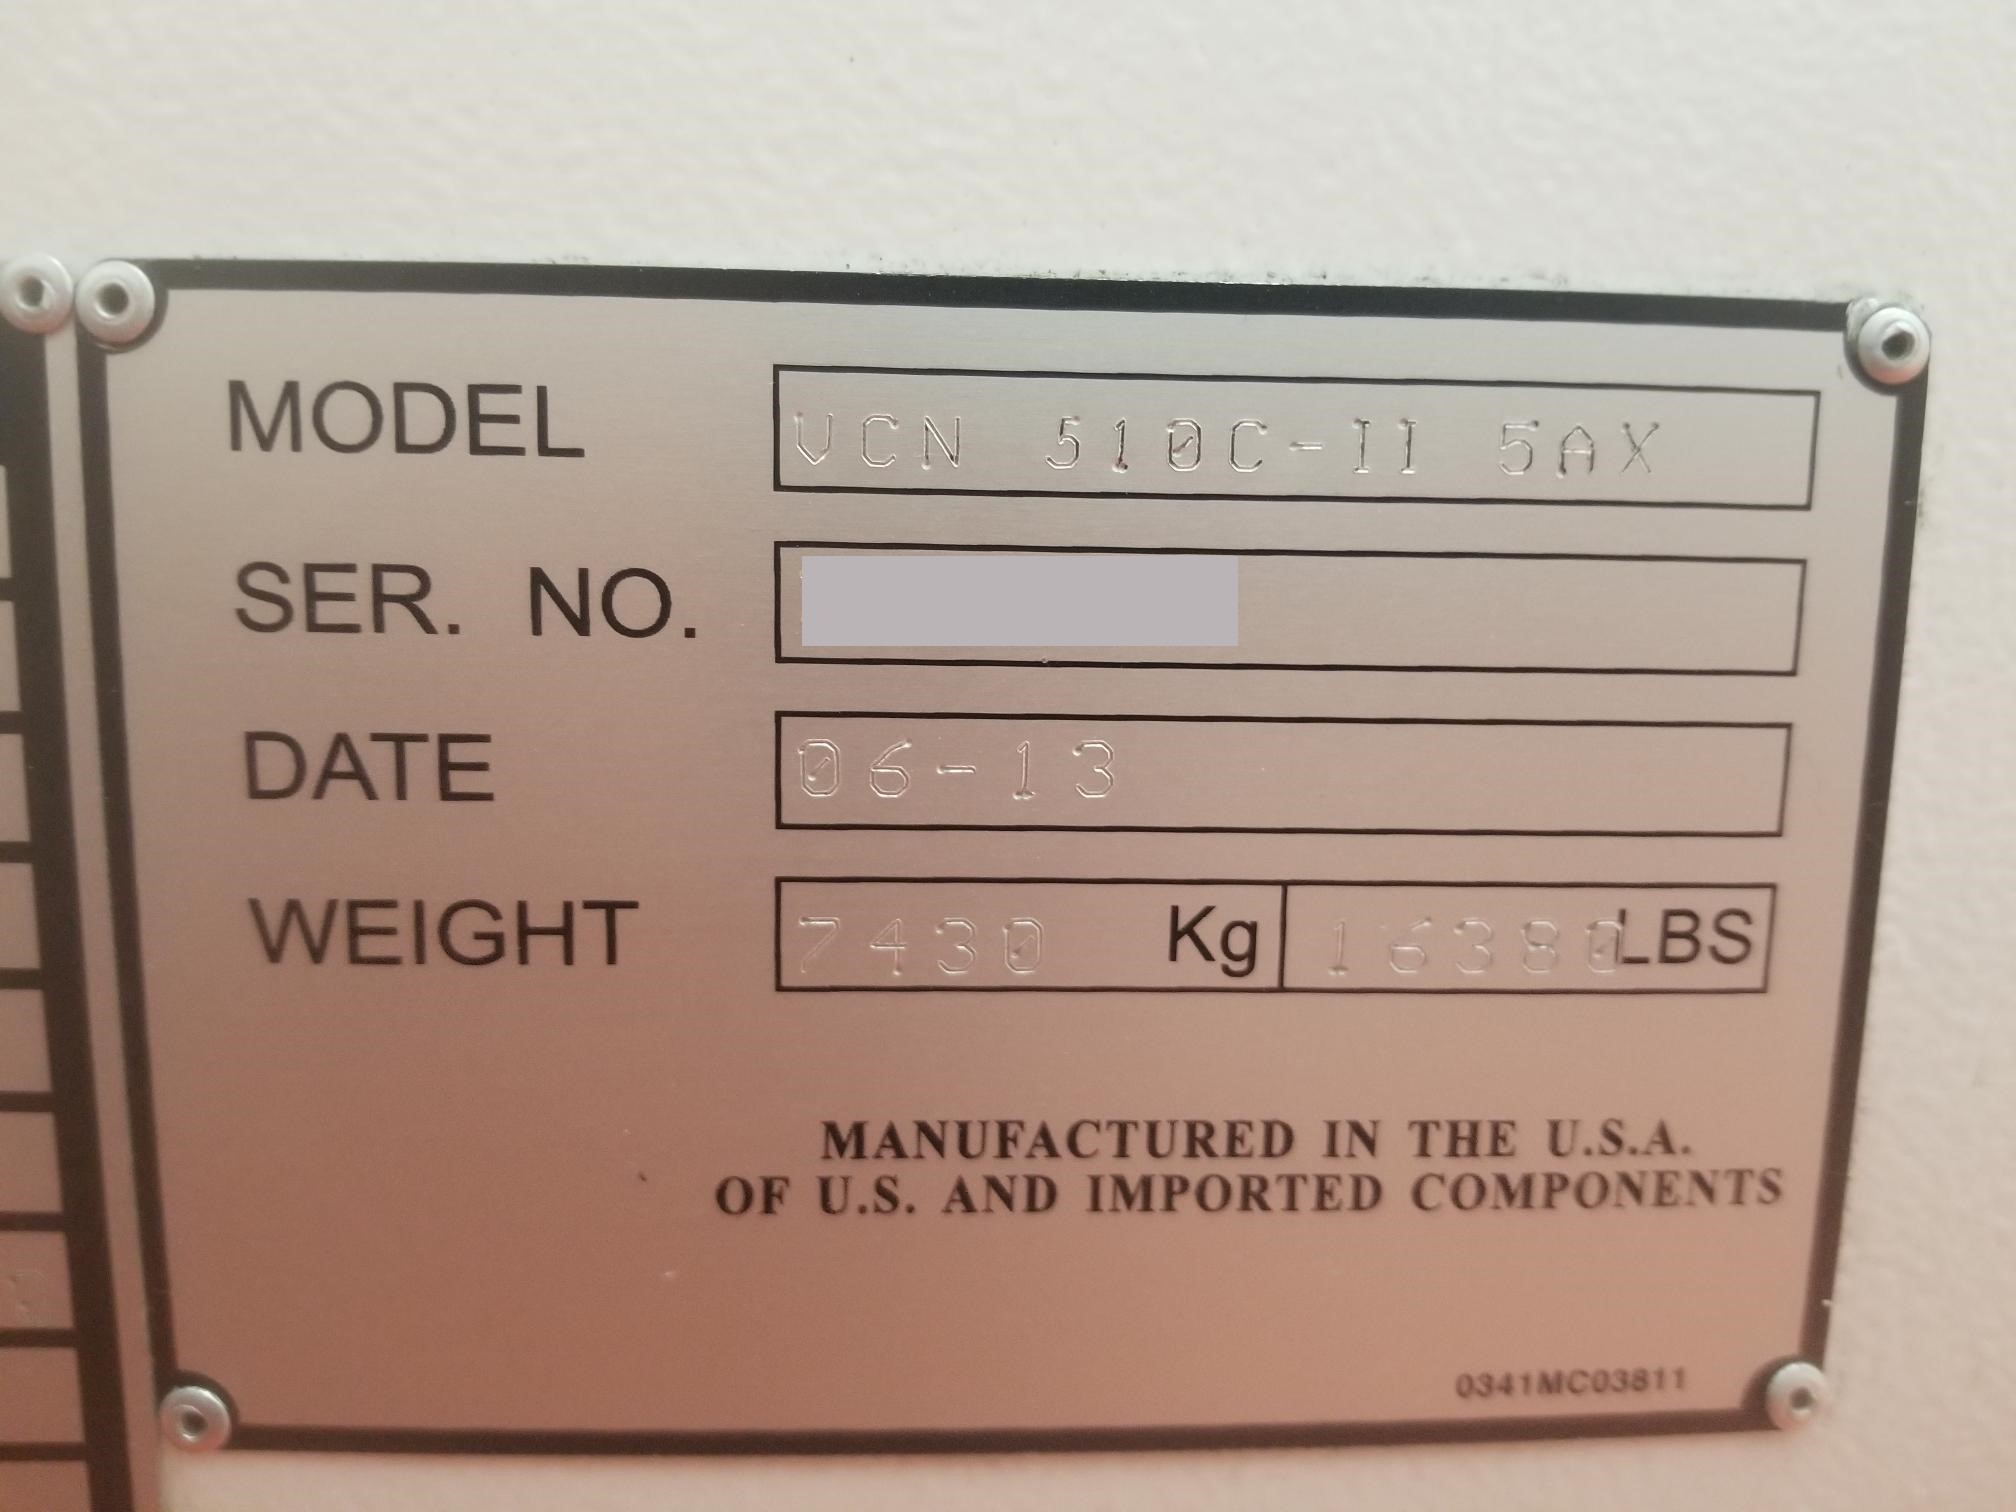 MODEL VCN 510C-II 5AX
SER. NO.
DATE 06-13
WEIGHT 7430 Kg 16380 LBS
MANUFACTURED IN THE U.S.A.
OF U.S. AND IMPORTED COMPONENTS
0341MC03811